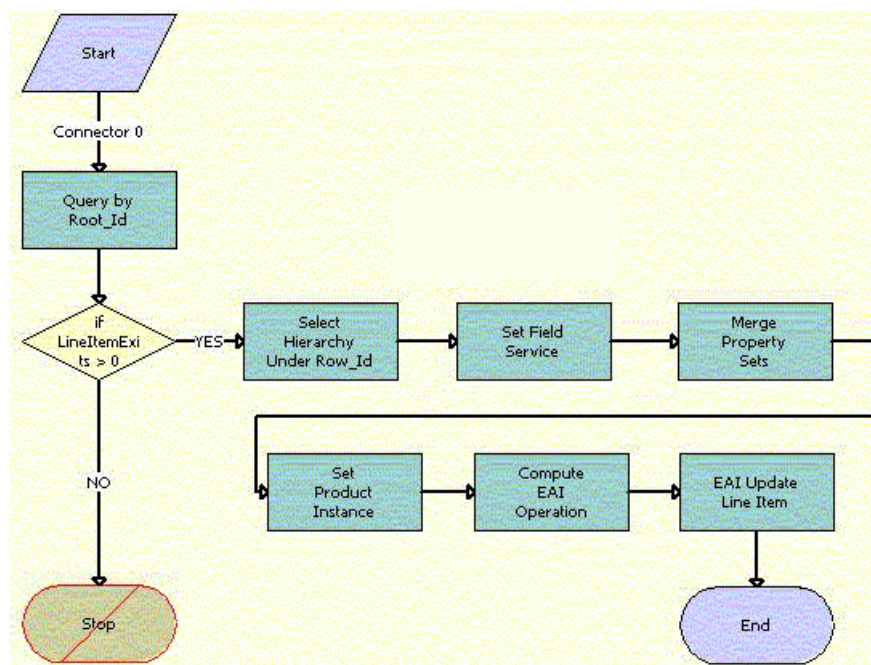 Start
Connector 0
Query by
Root_Id
if
LineItemExi
ts > 0
YES
Select
Hierarchy
Under Row_Id
Set Field
Service
Merge
Property
Sets
NO
Set
Product
Instance
Compute
EAI
Operation
EAI Update
Line Item
Stop
End